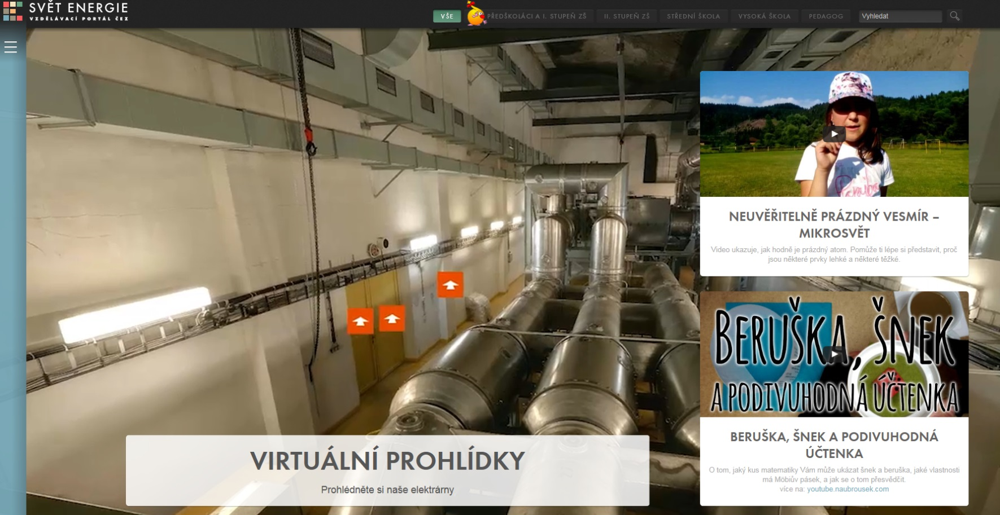 SVĚT ENERGIE
VZDĚLÁVACÍ PORTÁL ČEZ
VŠE
PŘEDŠKOLÁCI A I. STUPEŇ ZŠ
II. STUPEŇ ZŠ
STŘEDNÍ ŠKOLA
VYSOKÁ ŠKOLA
PEDAGOG
Vyhledat
NEUVĚŘITELNĚ PRÁZDNÝ VESMÍR –
MIKROSVĚT
Video ukazuje, jak hodně je prázdný atom. Pomůže ti lépe si představit, proč
jsou některé prvky lehké a některé těžké.
BERUŠKA, ŠNEK
A PODIVUHODNÁ ÚČTENKA
BERUŠKA, ŠNEK A PODIVUHODNÁ
ÚČTENKA
O tom, jaký kus matematiky Vám může ukázat šnek a beruška, jaké vlastnosti
má Möbiův pásek, a jak se o tom přesvědčit.
více na: youtube.naubrousek.com
VIRTUÁLNÍ PROHLÍDKY
Prohlédněte si naše elektrárny